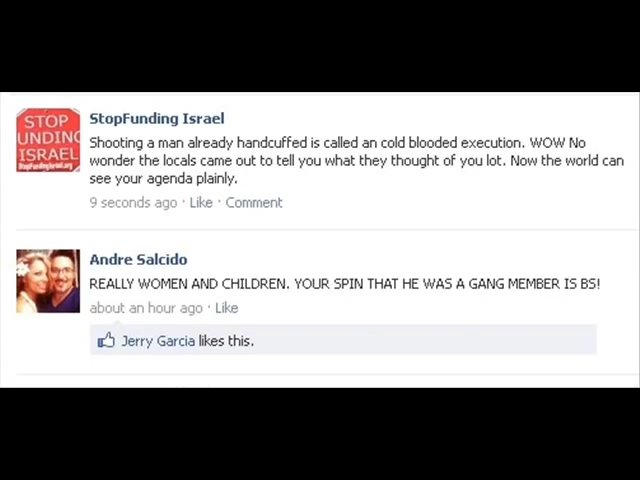 STOP
UNDING
ISRAEL
StopFundingIsrael.org
StopFunding Israel
Shooting a man already handcuffed is called an cold blooded execution. WOW No
wonder the locals came out to tell you what they thought of you lot. Now the world can
see your agenda plainly.
9 seconds ago · Like · Comment
Andre Salcido
REALLY WOMEN AND CHILDREN. YOUR SPIN THAT HE WAS A GANG MEMBER IS BS!
about an hour ago · Like
Jerry Garcia likes this.